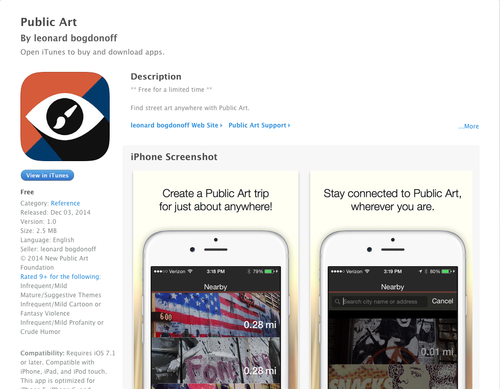 Public Art
By leonard bogdonoff
Open iTunes to buy and download apps.
View in iTunes
Free
Category: Reference
Released: Dec 03, 2014
Version: 1.0
Size: 2.5 MB
Language: English
Seller: leonard bogdonoff
© 2014 New Public Art
Foundation
Rated 9+ for the following:
Infrequent/Mild
Mature/Suggestive Themes
Infrequent/Mild Cartoon or
Fantasy Violence
Infrequent/Mild Profanity or
Crude Humor
Compatibility: Requires iOS 7.1
or later. Compatible with
iPhone, iPad, and iPod touch.
This app is optimized for
Description
** Free for a limited time **
Find street art anywhere with Public Art.
leonard bogdonoff Web Site
Public Art Support
...More
iPhone Screenshot
Create a Public Art trip
for just about anywhere!
Verizon
3:18 PM
79%
Nearby
0.28 mi
0.28 mi
Stay connected to Public Art,
wherever you are.
Verizon
3:19 PM
80%
Nearby
Search city name or address
Cancel
0.01 mi